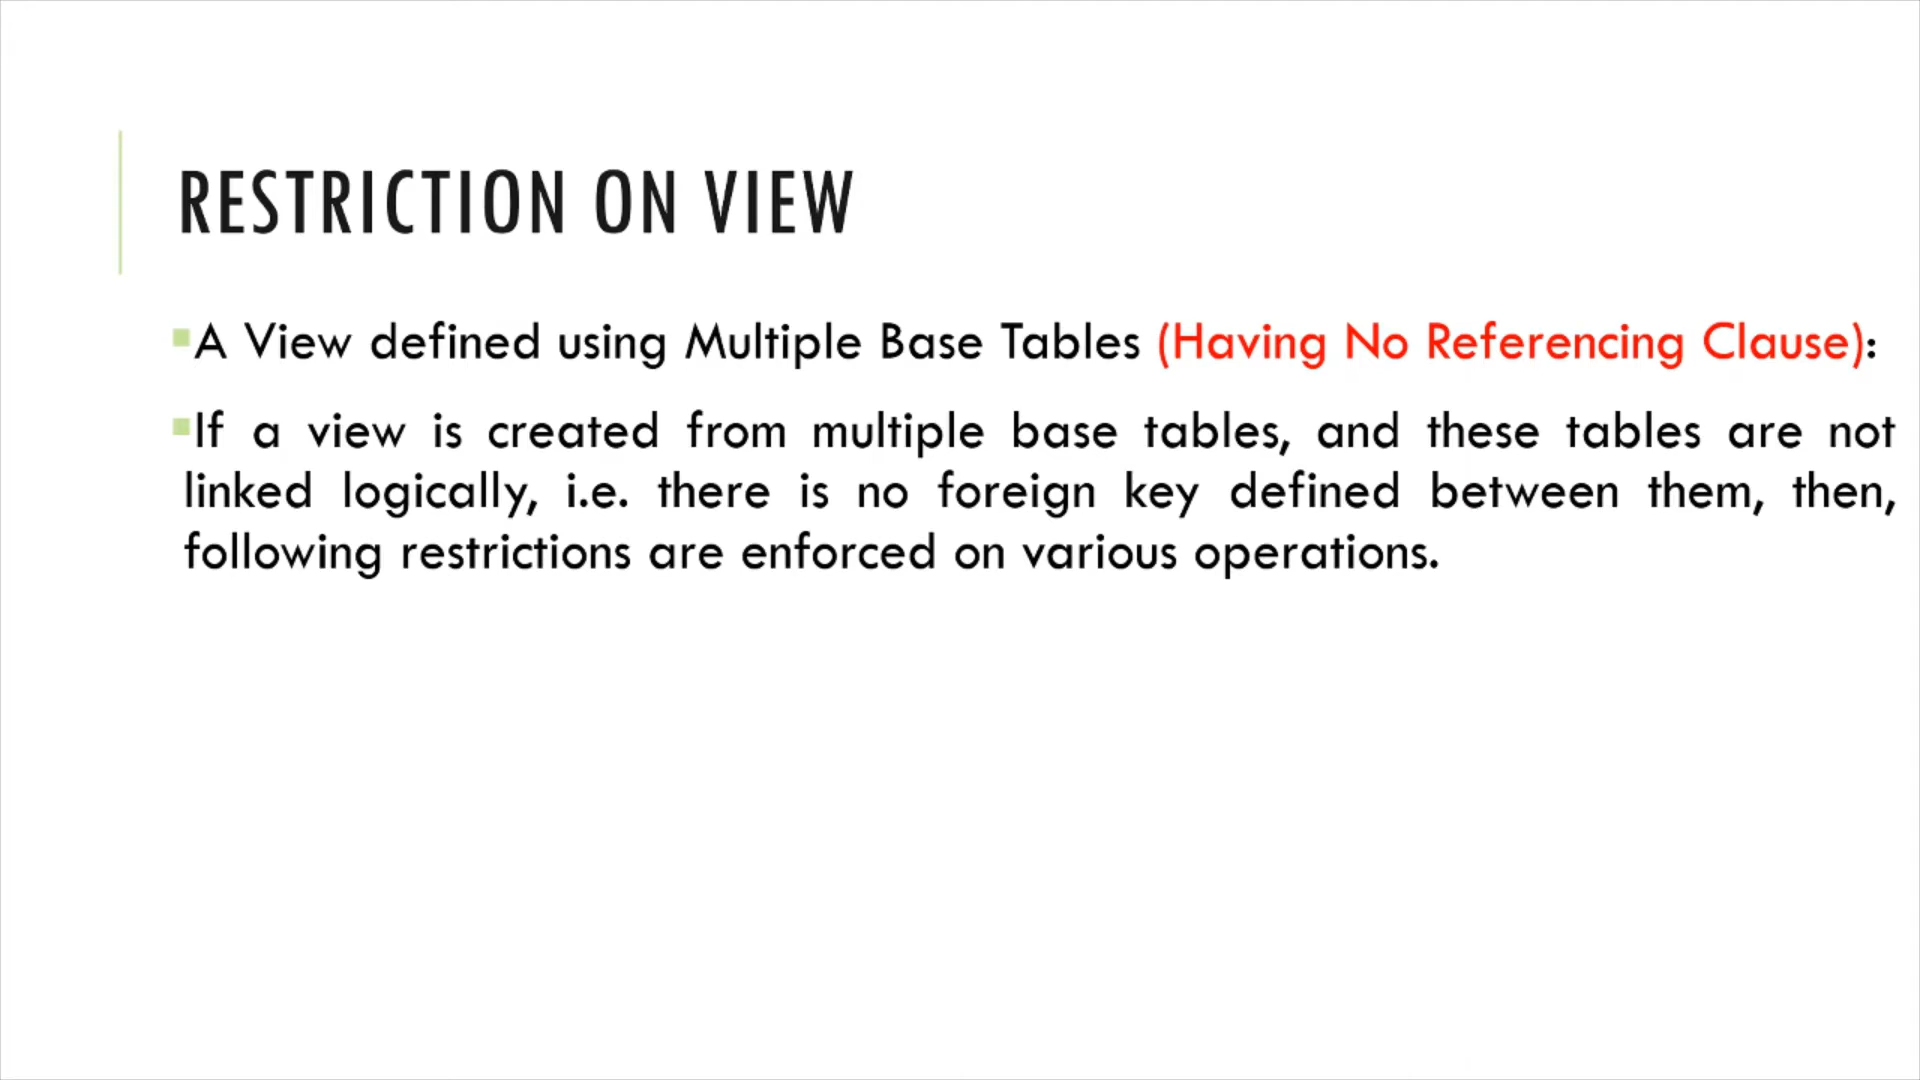 RESTRICTION ON VIEW
A View defined using Multiple Base Tables (Having No Referencing Clause):
If a view is created from multiple base tables, and these tables are not
linked logically, i.e. there is no foreign key defined between them, then,
following restrictions are enforced on various operations.